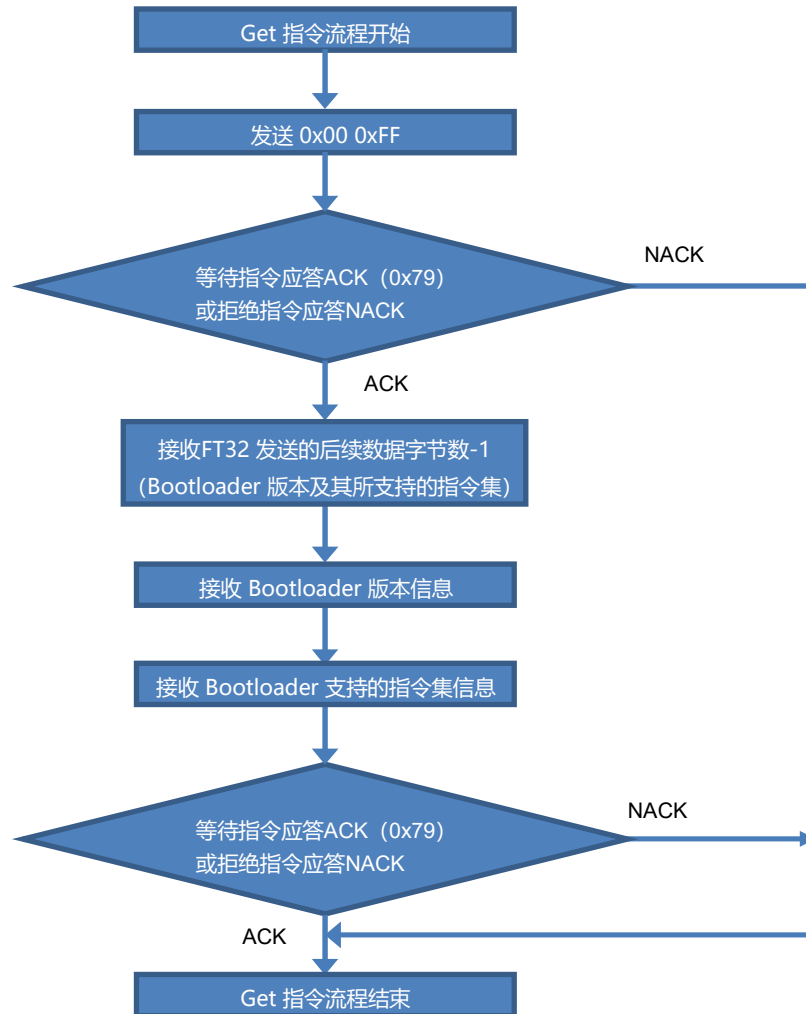 Get 指令流程开始
发送 0x00 0xFF
等待指令应答ACK（0x79）
或拒绝指令应答NACK
NACK
ACK
接收FT32 发送的后续数据字节数-1
（Bootloader 版本及其所支持的指令集）
接收 Bootloader 版本信息
接收 Bootloader 支持的指令集信息
等待指令应答ACK（0x79）
或拒绝指令应答NACK
NACK
ACK
Get 指令流程结束